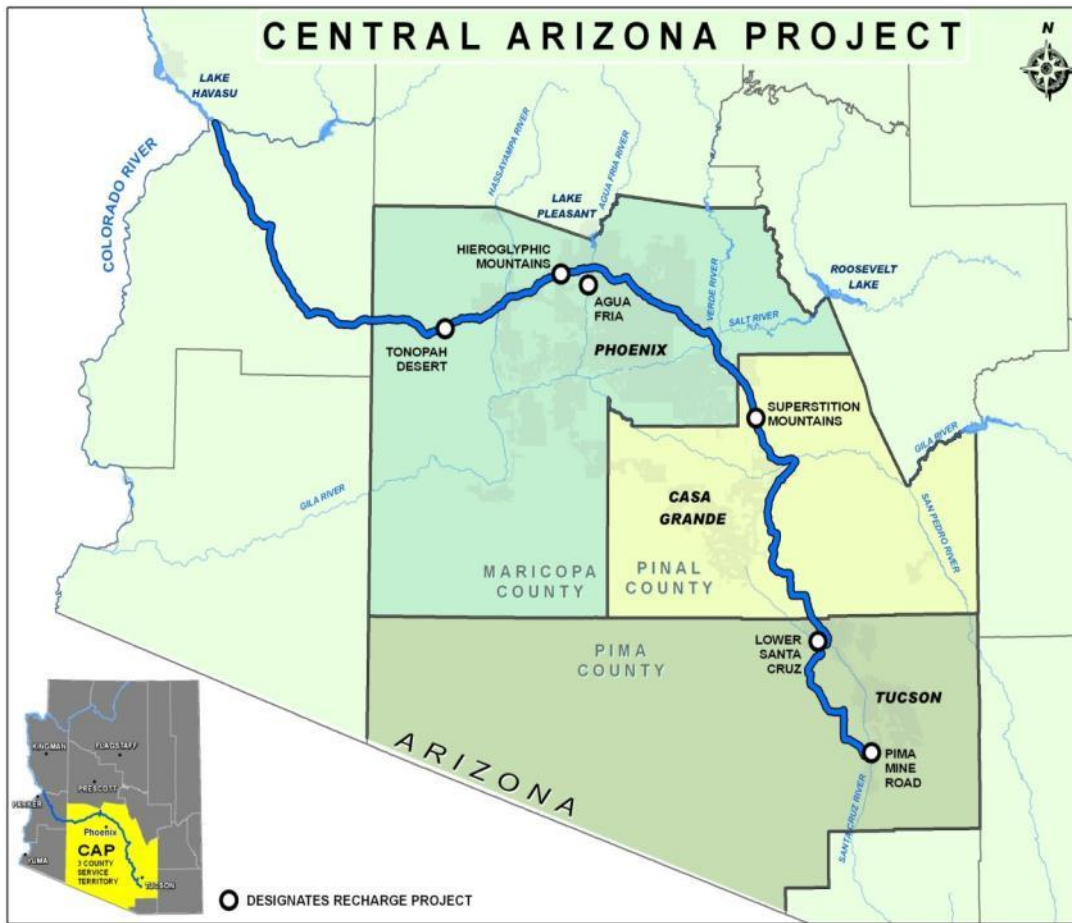 CENTRAL ARIZONA PROJECT
N
LAKE
HAVASU
COLORADO RIVER
HASSAYAMPA RIVER
AGUA FRIA RIVER
LAKE
PLEASANT
HIEROGLYPHIC
MOUNTAINS
AGUA
FRIA
VERDE RIVER
ROOSEVELT
LAKE
SALT RIVER
TONOPAH
DESERT
PHOENIX
SUPERSTITION
MOUNTAINS
GILA RIVER
GILA RIVER
CASA
GRANDE
SAN PEDRO RIVER
MARICOPA
COUNTY
PINAL
COUNTY
PIMA
COUNTY
LOWER
SANTA
CRUZ
TUCSON
ARIZONA
PIMA
MINE
ROAD
SANTA CRUZ RIVER
KINGMAN
FLAGSTAFF
PRESCOTT
PARKER
Phoenix
CAP
3 COUNTY
SERVICE
TERRITORY
YUMA
TUCSON
DESIGNATES RECHARGE PROJECT